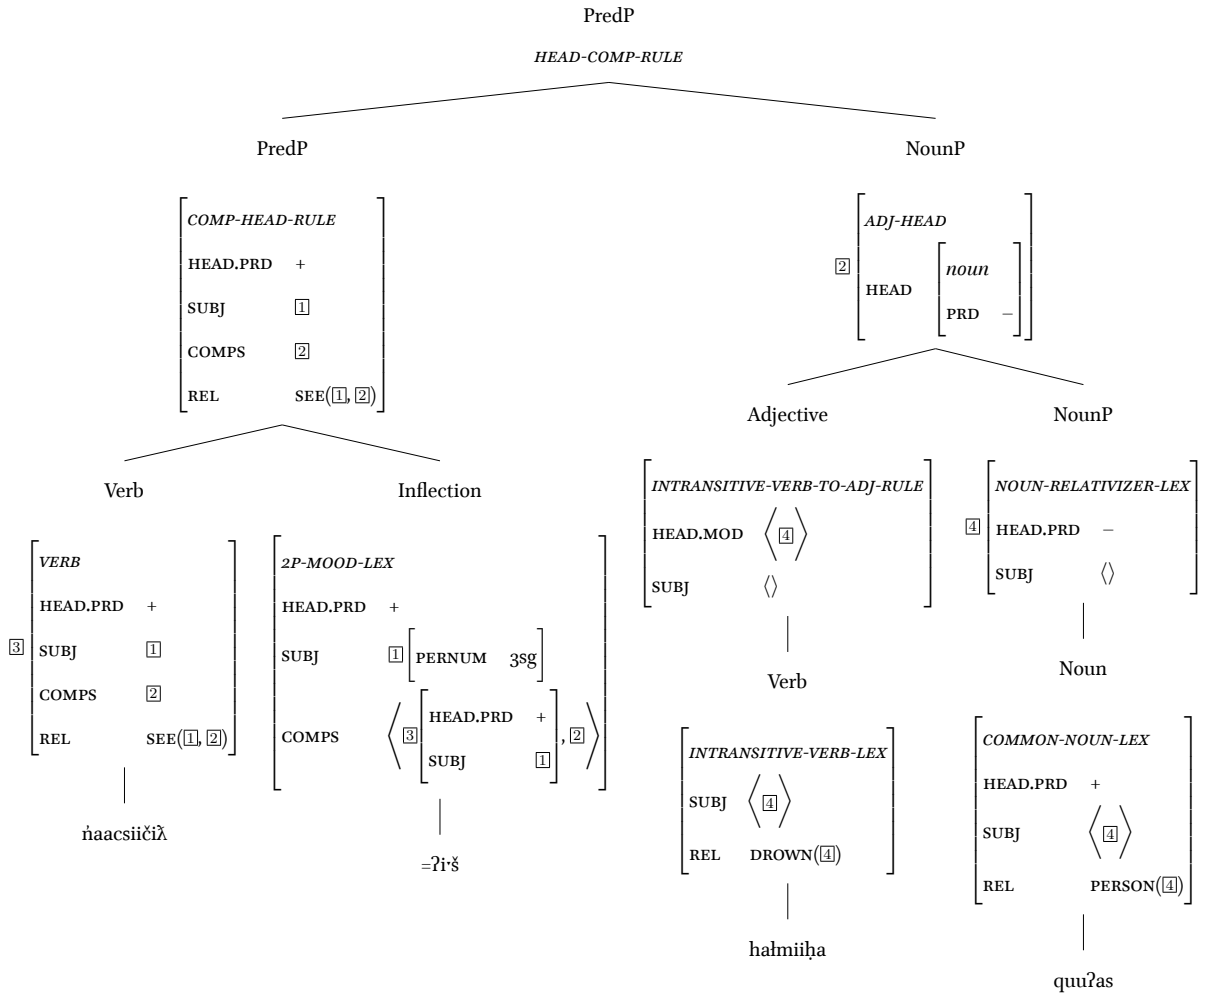 PredP
HEAD-COMP-RULE
PredP
NounP
COMP-HEAD-RULE
HEAD.PRD +
SUBJ 1
COMPS 2
REL SEE(1, 2)
2
ADJ-HEAD
HEAD
noun
PRD –
Adjective
NounP
INTRANSITIVE-VERB-TO-ADJ-RULE
HEAD.MOD ⟨4⟩
SUBJ ⟨⟩
4
NOUN-RELATIVIZER-LEX
HEAD.PRD –
SUBJ ⟨⟩
Verb
Inflection
3
VERB
HEAD.PRD +
SUBJ 1
COMPS 2
REL SEE(1, 2)
2P-MOOD-LEX
HEAD.PRD +
SUBJ 1 [PERNUM 3sg]
COMPS ⟨3 [HEAD.PRD +
SUBJ 1], 2⟩
n̓aacsiičiƛ̓
=ʔi·š
Verb
Noun
INTRANSITIVE-VERB-LEX
SUBJ ⟨4⟩
REL DROWN(4)
COMMON-NOUN-LEX
HEAD.PRD +
SUBJ ⟨4⟩
REL PERSON(4)
hałmiiḥa
quuʔas